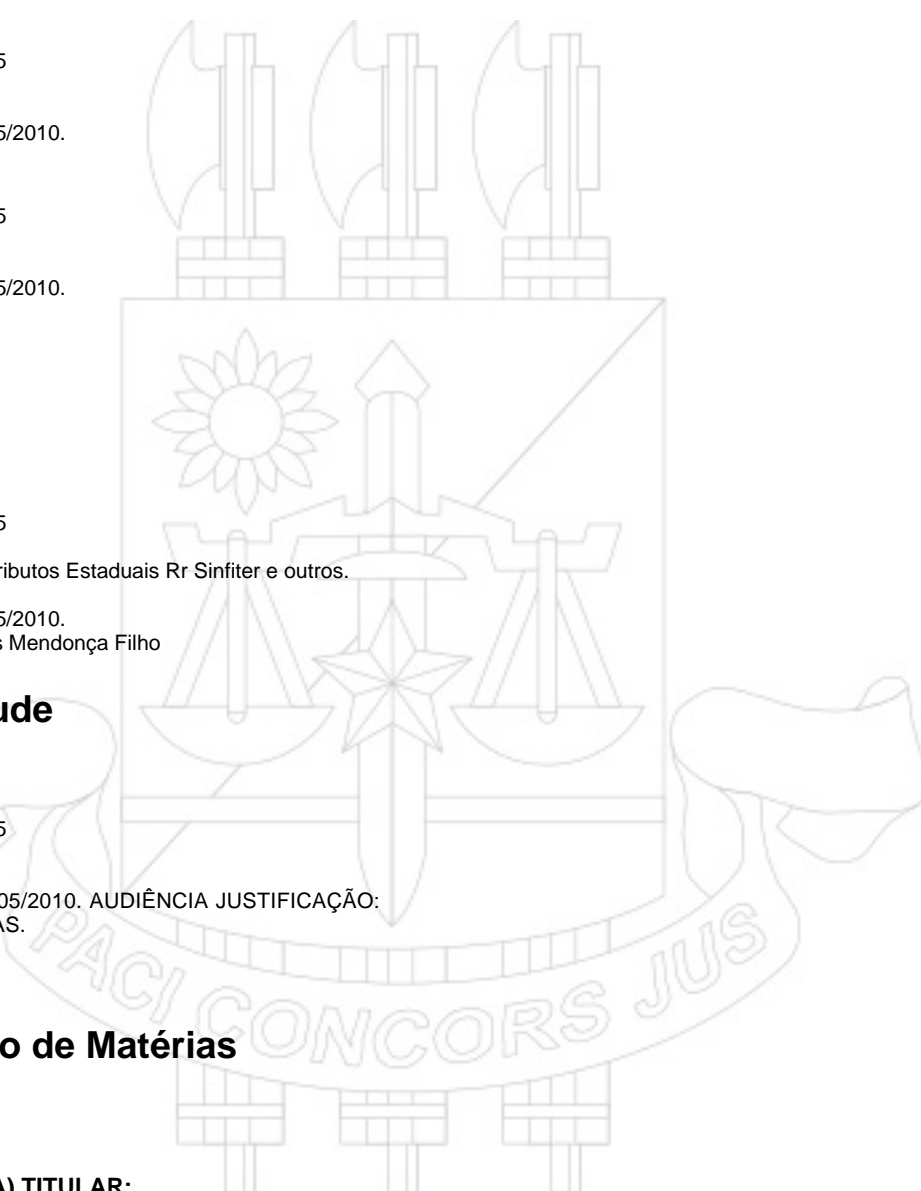 5
5/2010.
5
5/2010.
5
ributos Estaduais Rr Sinfiter e outros.
5/2010.
s Mendonça Filho
ude
5
05/2010. AUDIÊNCIA JUSTIFICAÇÃO:
AS.
PACI CONCORS JUS
o de Matérias
A) TITULAR: